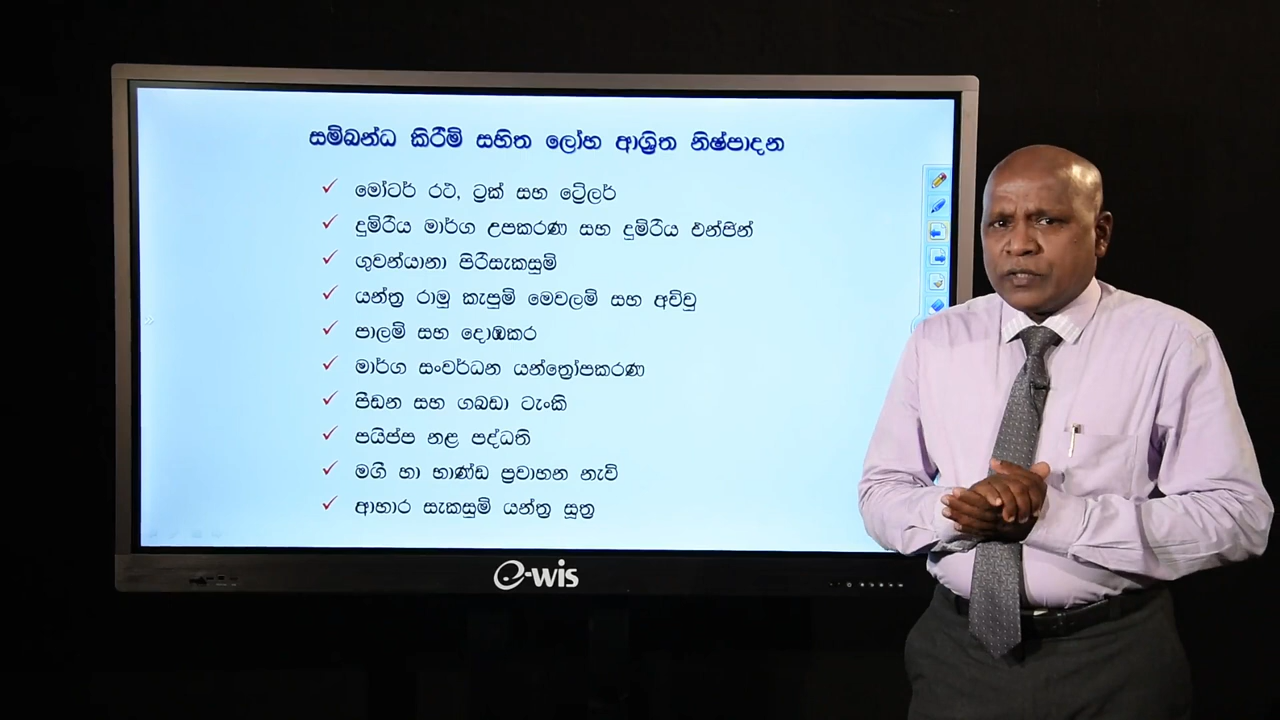 සම්බන්ධ කිරීම් සහිත ලෝහ ආශ්‍රිත නිෂ්පාදන
මෝටර් රථ, ට්‍රක් සහ ට්‍රේලර්
දුම්රිය මාර්ග උපකරණ සහ දුම්රිය එන්ජින්
ගුවන්යානා පිරිසැකසුම්
යන්ත්‍ර රාමු කැපුම් මෙවලම් සහ අච්චු
පාලම් සහ දොඹකර
මාර්ග සංවර්ධන යන්ත්‍රෝපකරණ
පීඩන සහ ගබඩා ටැංකි
පයිප්ප නළ පද්ධති
මගී හා භාණ්ඩ ප්‍රවාහන නැව්
ආහාර සැකසුම් යන්ත්‍ර සූත්‍ර
e-wis